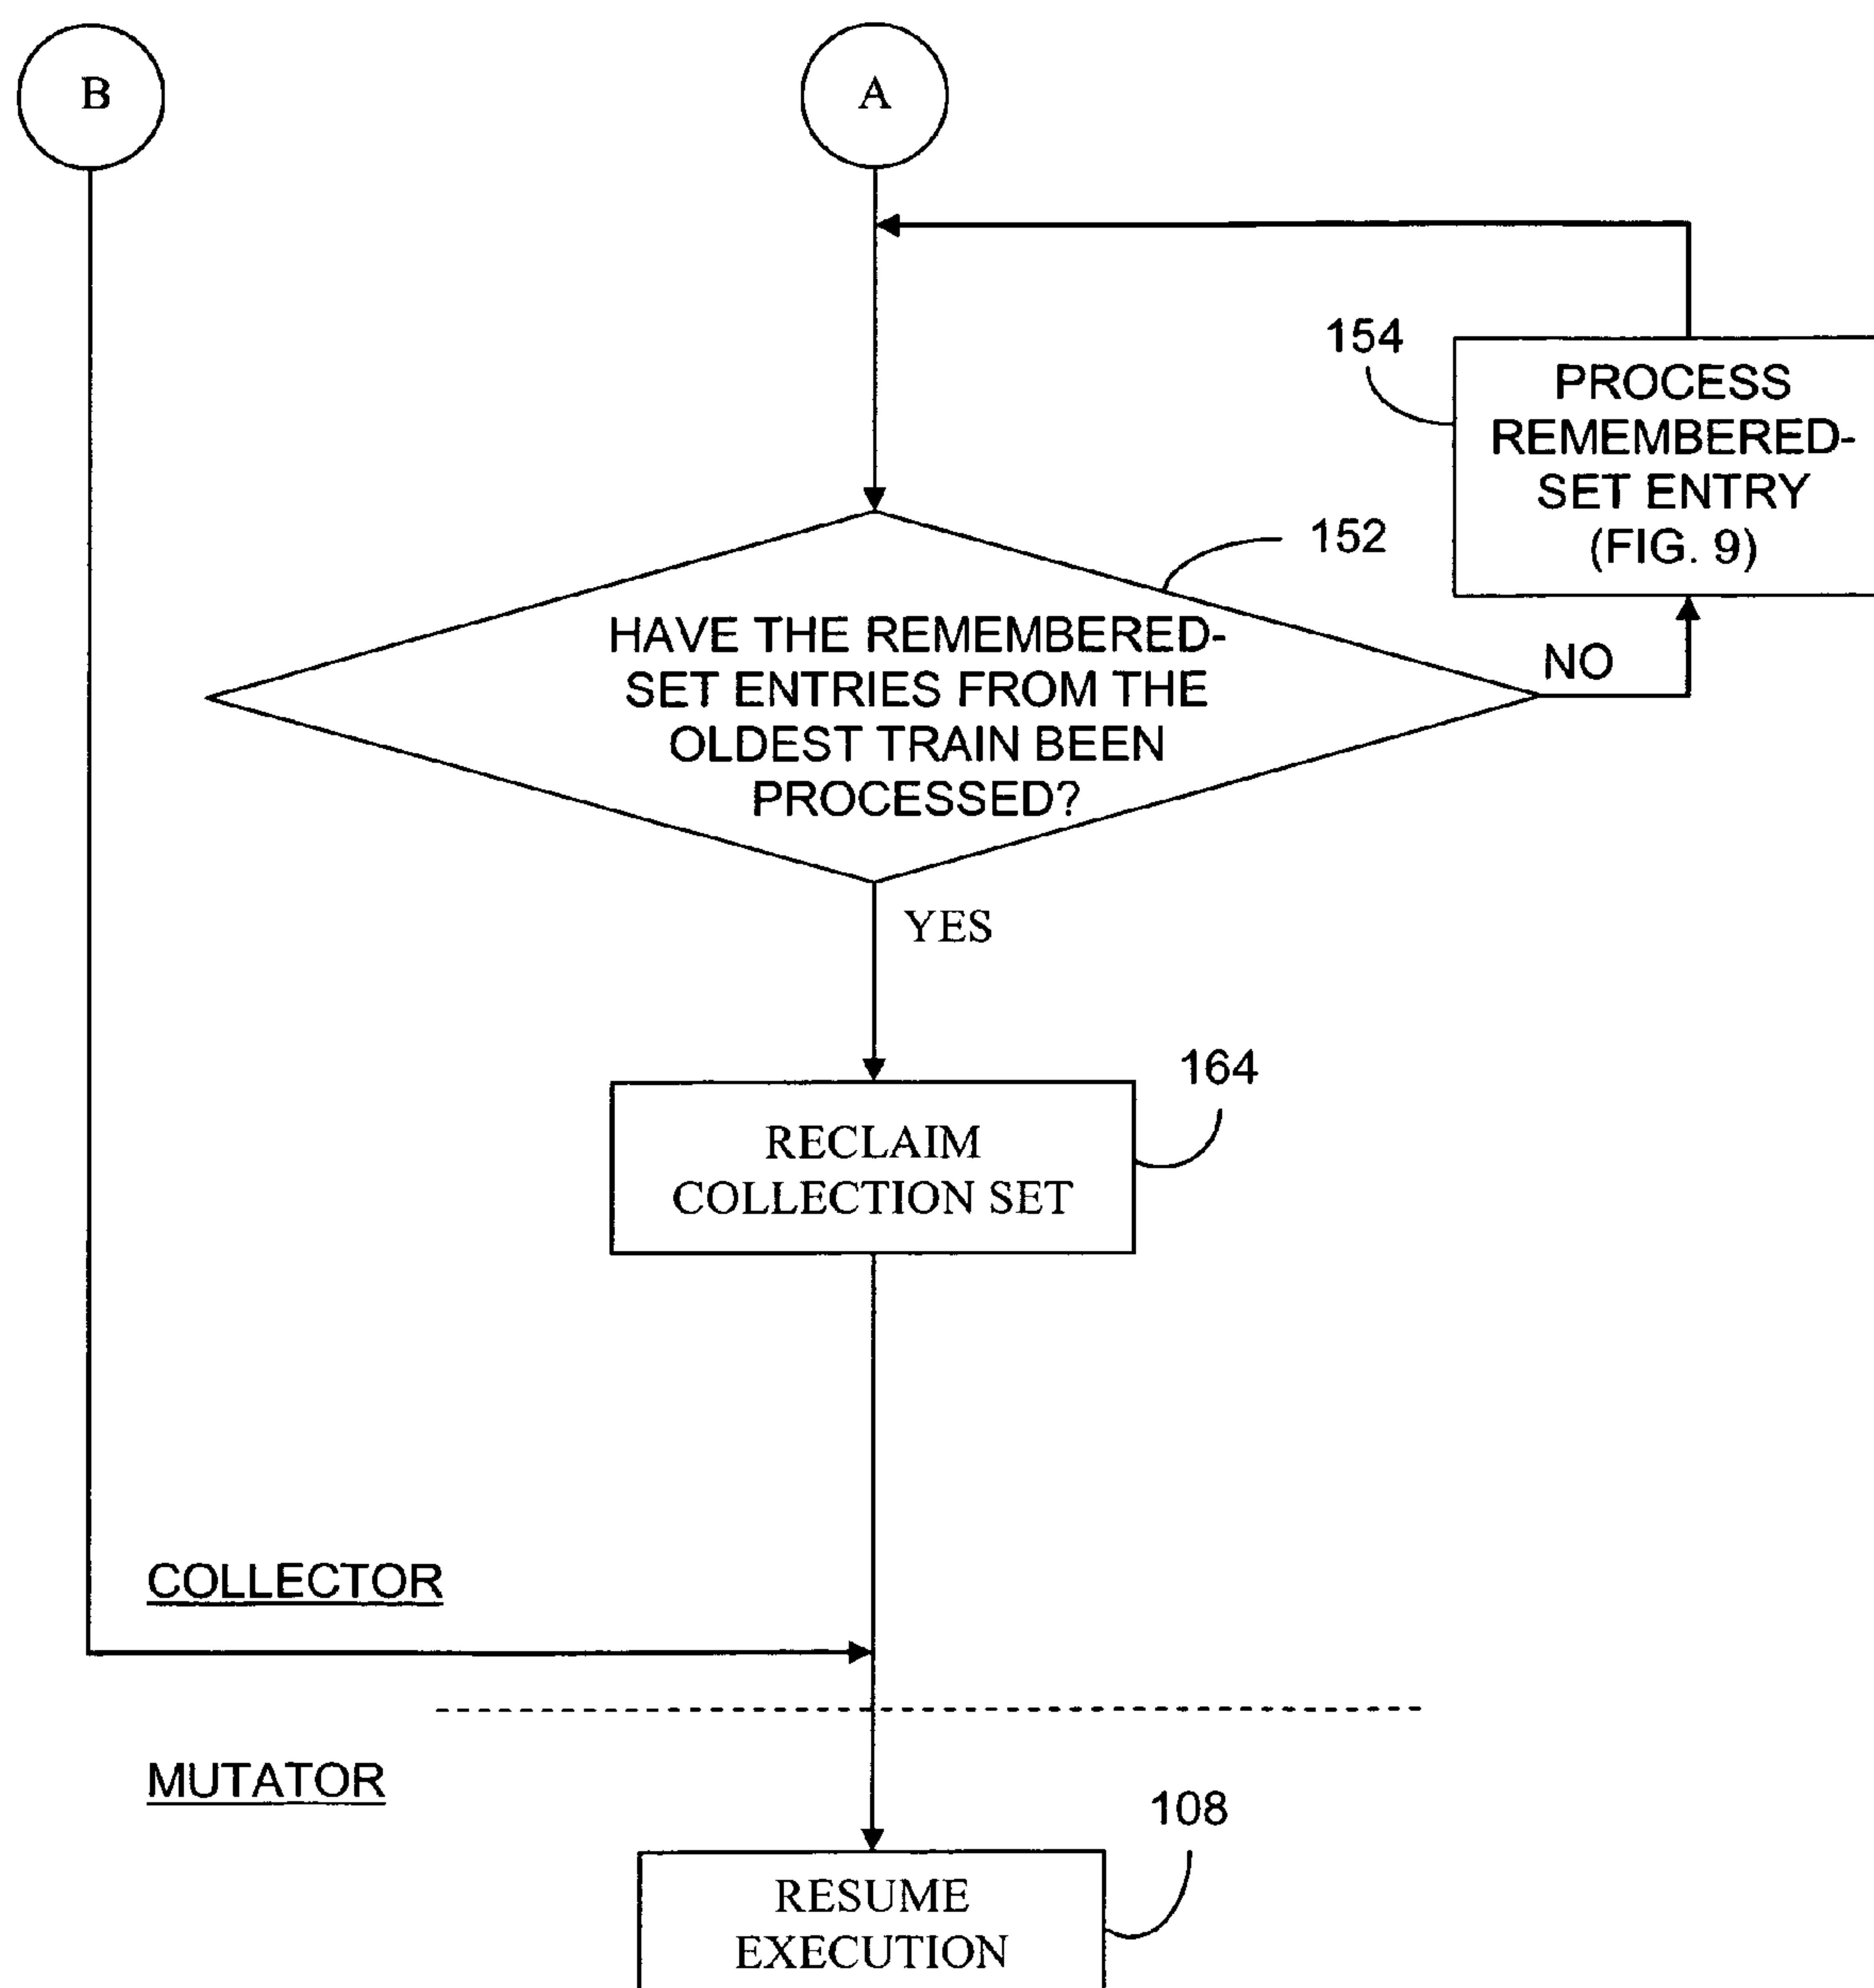 B
A
154
PROCESS
REMEMBERED-
SET ENTRY
(FIG. 9)
152
HAVE THE REMEMBERED-
SET ENTRIES FROM THE
OLDEST TRAIN BEEN
PROCESSED?
NO
YES
164
RECLAIM
COLLECTION SET
COLLECTOR
MUTATOR
108
RESUME
EXECUTION